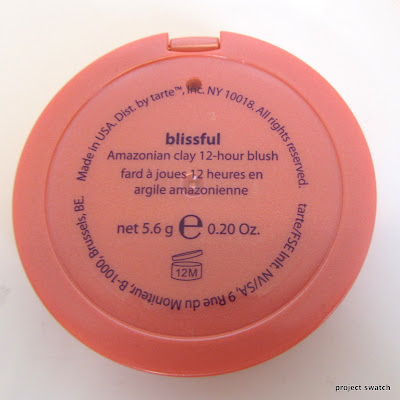 Made in USA. Dist. by tarte™, Inc. NY 10018. All rights reserved.
blissful
Amazonian clay 12-hour blush
fard à joues 12 heures en
argile amazonienne
net 5.6 g e 0.20 Oz.
12M
tarte/FSE Intl. NV/SA, 9 Rue du Moniteur, B-1000, Brussels, BE.
project swatch